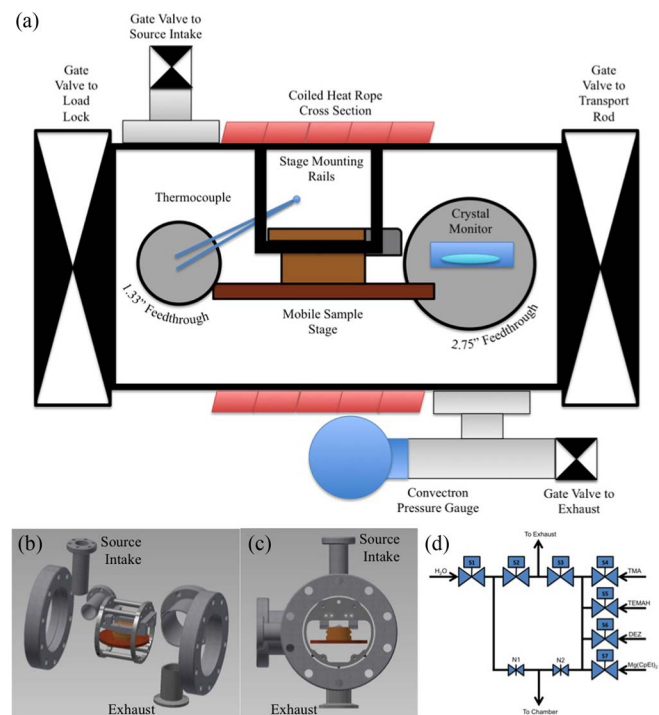 (a)
Gate
Valve to
Source Intake
Gate
Valve to
Load
Lock
Coiled Heat Rope
Cross Section
Gate
Valve to
Transport
Rod
Stage Mounting
Rails
Thermocouple
Crystal
Monitor
1.33" Feedthrough
Mobile Sample
Stage
2.75" Feedthrough
Convectron
Pressure Gauge
Gate Valve to
Exhaust
(b)
Source
Intake
Exhaust
(c)
Source
Intake
Exhaust
(d)
To Exhaust
S1
S2
S3
S4
H₂O
TMA
S5
TEMAH
S6
DEZ
S7
N1
N2
Mg(CpEt)₂
To Chamber